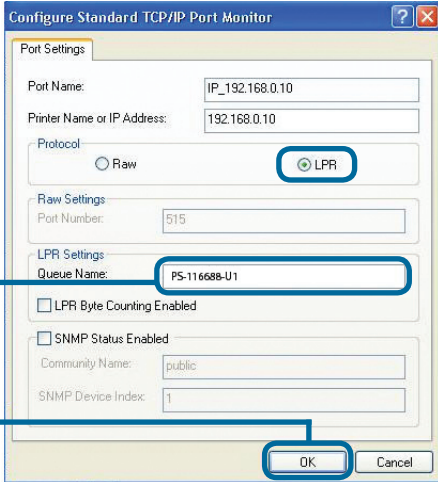 Configure Standard TCP/IP Port Monitor
Port Settings
Port Name: IP_192.168.0.10
Printer Name or IP Address: 192.168.0.10
Protocol
Raw LPR
Raw Settings
Port Number: 515
LPR Settings
Queue Name: PS-116688-U1
LPR Byte Counting Enabled
SNMP Status Enabled
Community Name: public
SNMP Device Index: 1
OK Cancel